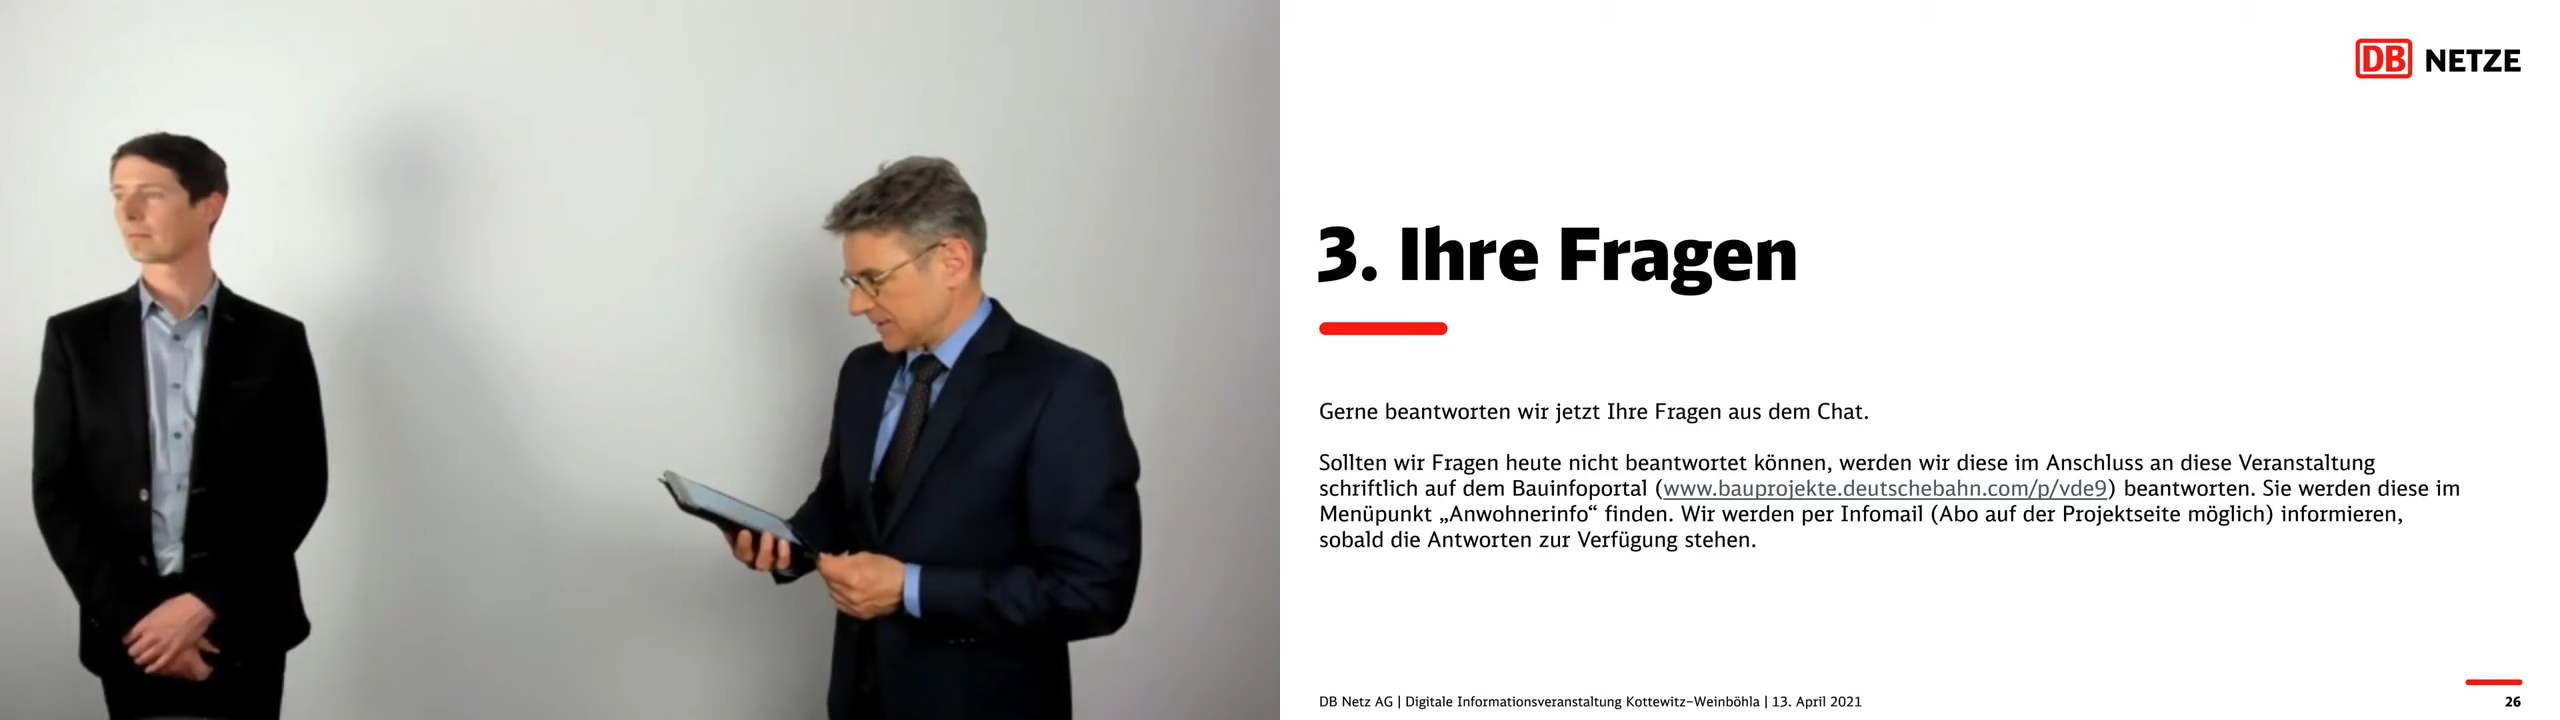 DB NETZE
3. Ihre Fragen
Gerne beantworten wir jetzt Ihre Fragen aus dem Chat.
Sollten wir Fragen heute nicht beantwortet können, werden wir diese im Anschluss an diese Veranstaltung
schriftlich auf dem Bauinfoportal (www.bauprojekte.deutschebahn.com/p/vde9) beantworten. Sie werden diese im
Menüpunkt „Anwohnerinfo“ finden. Wir werden per Infomail (Abo auf der Projektseite möglich) informieren,
sobald die Antworten zur Verfügung stehen.
DB Netz AG | Digitale Informationsveranstaltung Kottewitz–Weinböhla | 13. April 2021
26